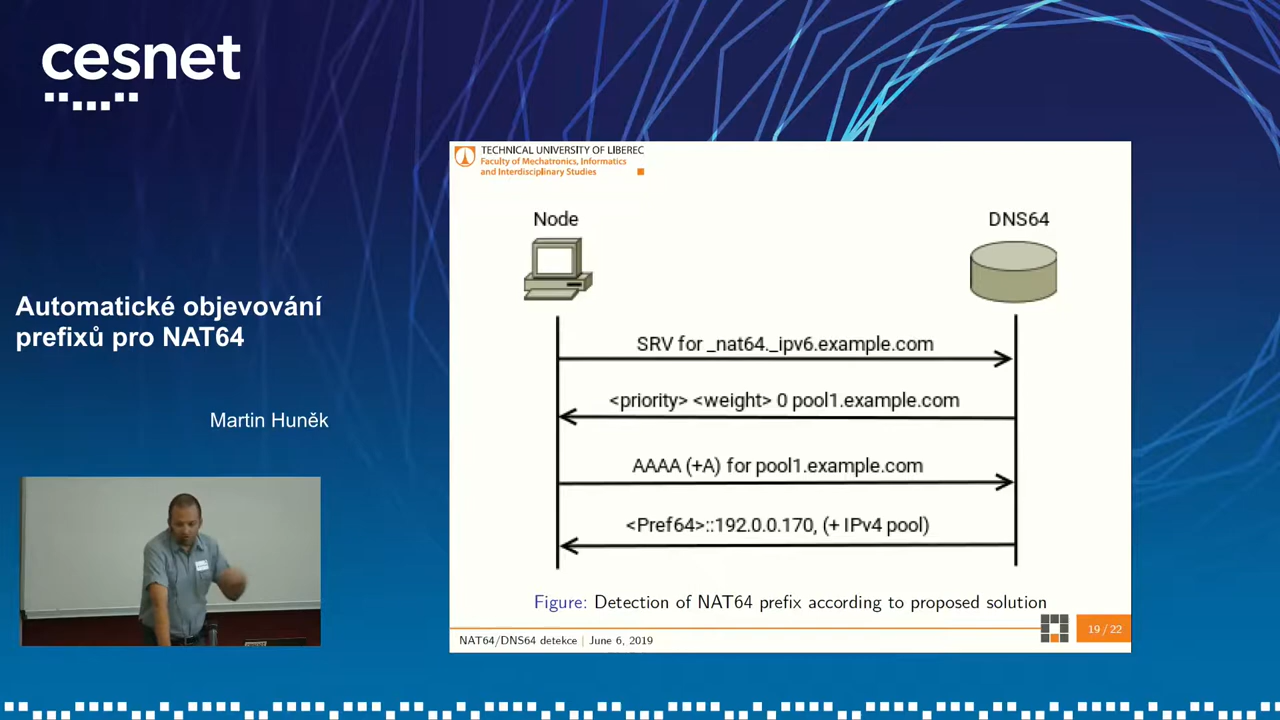 cesnet
Automatické objevování
prefixů pro NAT64
Martin Huněk
TECHNICAL UNIVERSITY OF LIBEREC
Faculty of Mechatronics, Informatics
and Interdisciplinary Studies
Node
DNS64
SRV for _nat64._ipv6.example.com
<priority> <weight> 0 pool1.example.com
AAAA (+A) for pool1.example.com
<Pref64>::192.0.0.170, (+ IPv4 pool)
Figure: Detection of NAT64 prefix according to proposed solution
NAT64/DNS64 detekce | June 6, 2019
19 / 22